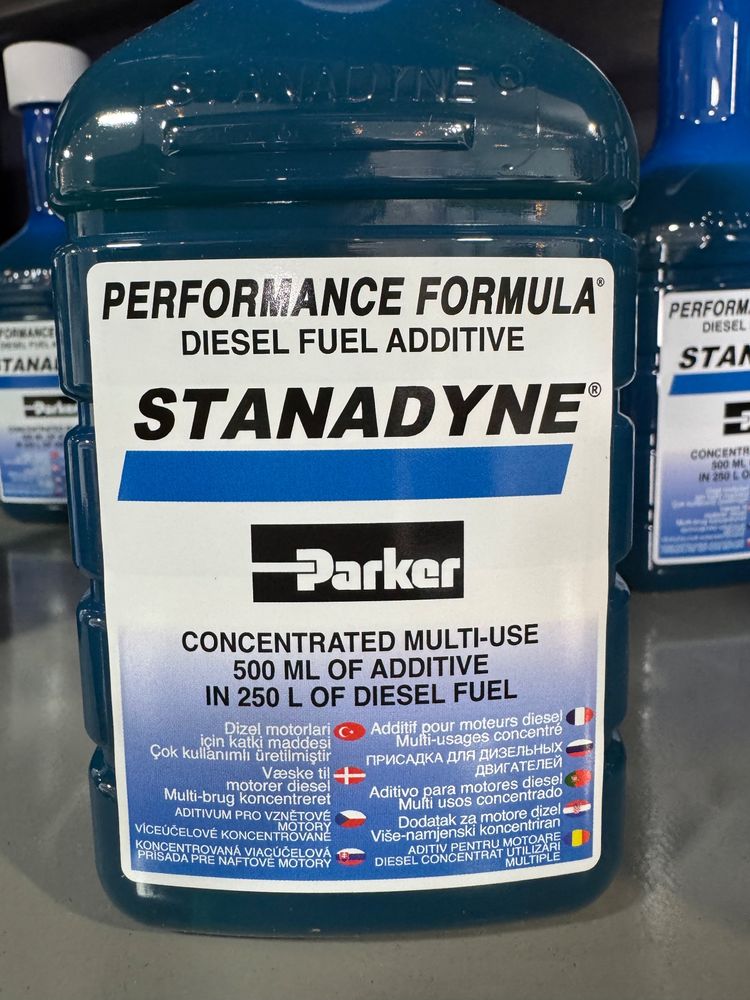 STANADYNE®
PERFORMANCE FORMULA®
DIESEL FUEL ADDITIVE
STANADYNE®
Parker
CONCENTRATED MULTI-USE
500 ML OF ADDITIVE
IN 250 L OF DIESEL FUEL
Dizel motorlari
için katki maddesi
Çok kullanımlı üretilmiştir
Væske til
motorer diesel
Multi-brug koncentreret
ADITIVUM PRO VZNĚTOVÉ
MOTORY
VÍCEÚČELOVÉ KONCENTROVANÉ
KONCENTROVANÁ VIACÚČELOVÁ
PRÍSADA PRE NAFTOVÉ MOTORY
Additif pour moteurs diesel
Multi-usages concentré
ПРИСАДКА ДЛЯ ДИЗЕЛЬНЫХ
ДВИГАТЕЛЕЙ
Aditivo para motores diesel
Multi usos concentrado
Dodatak za motore dizel
Više-namjenski koncentriran
ADITIV PENTRU MOTOARE
DIESEL CONCENTRAT UTILIZĂRI
MULTIPLE
PERFORMANCE
STANA
Parker
PERFORMA
DIESEL
STAN
CONCENTR
500 ML
IN 250 L O